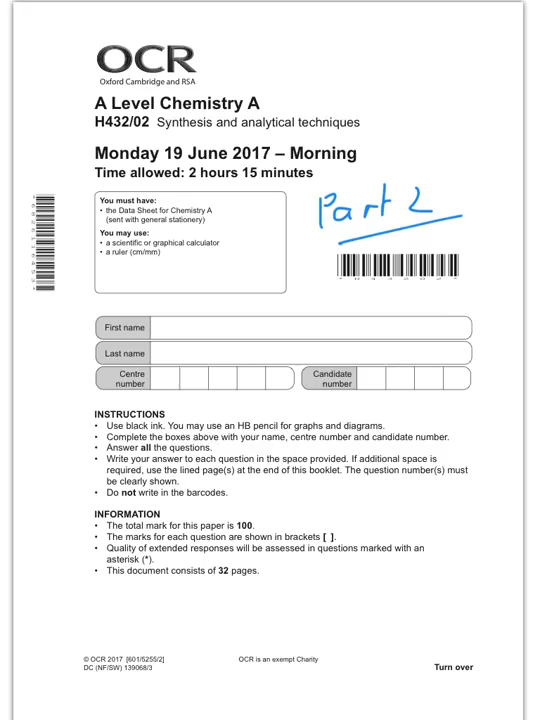 OCR
Oxford Cambridge and RSA
A Level Chemistry A
H432/02 Synthesis and analytical techniques
Monday 19 June 2017 – Morning
Time allowed: 2 hours 15 minutes
You must have:
• the Data Sheet for Chemistry A
(sent with general stationery)
You may use:
• a scientific or graphical calculator
• a ruler (cm/mm)
Part 2
First name
Last name
Centre number
Candidate number
INSTRUCTIONS
• Use black ink. You may use an HB pencil for graphs and diagrams.
• Complete the boxes above with your name, centre number and candidate number.
• Answer all the questions.
• Write your answer to each question in the space provided. If additional space is
required, use the lined page(s) at the end of this booklet. The question number(s) must
be clearly shown.
• Do not write in the barcodes.
INFORMATION
• The total mark for this paper is 100.
• The marks for each question are shown in brackets [ ].
• Quality of extended responses will be assessed in questions marked with an
asterisk (*).
• This document consists of 32 pages.
© OCR 2017 [601/5255/2]
DC (NF/SW) 139068/3
OCR is an exempt Charity
Turn over